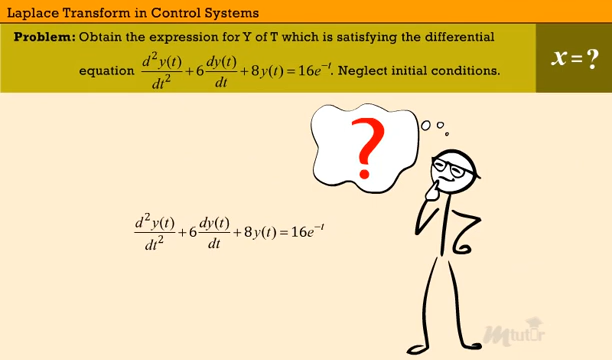 Laplace Transform in Control Systems
Problem: Obtain the expression for Y of T which is satisfying the differential
equation d²y(t)/dt² + 6 dy(t)/dt + 8y(t) = 16e⁻ᵗ. Neglect initial conditions.
x = ?
?
d²y(t)/dt² + 6 dy(t)/dt + 8y(t) = 16e⁻ᵗ
mtutor